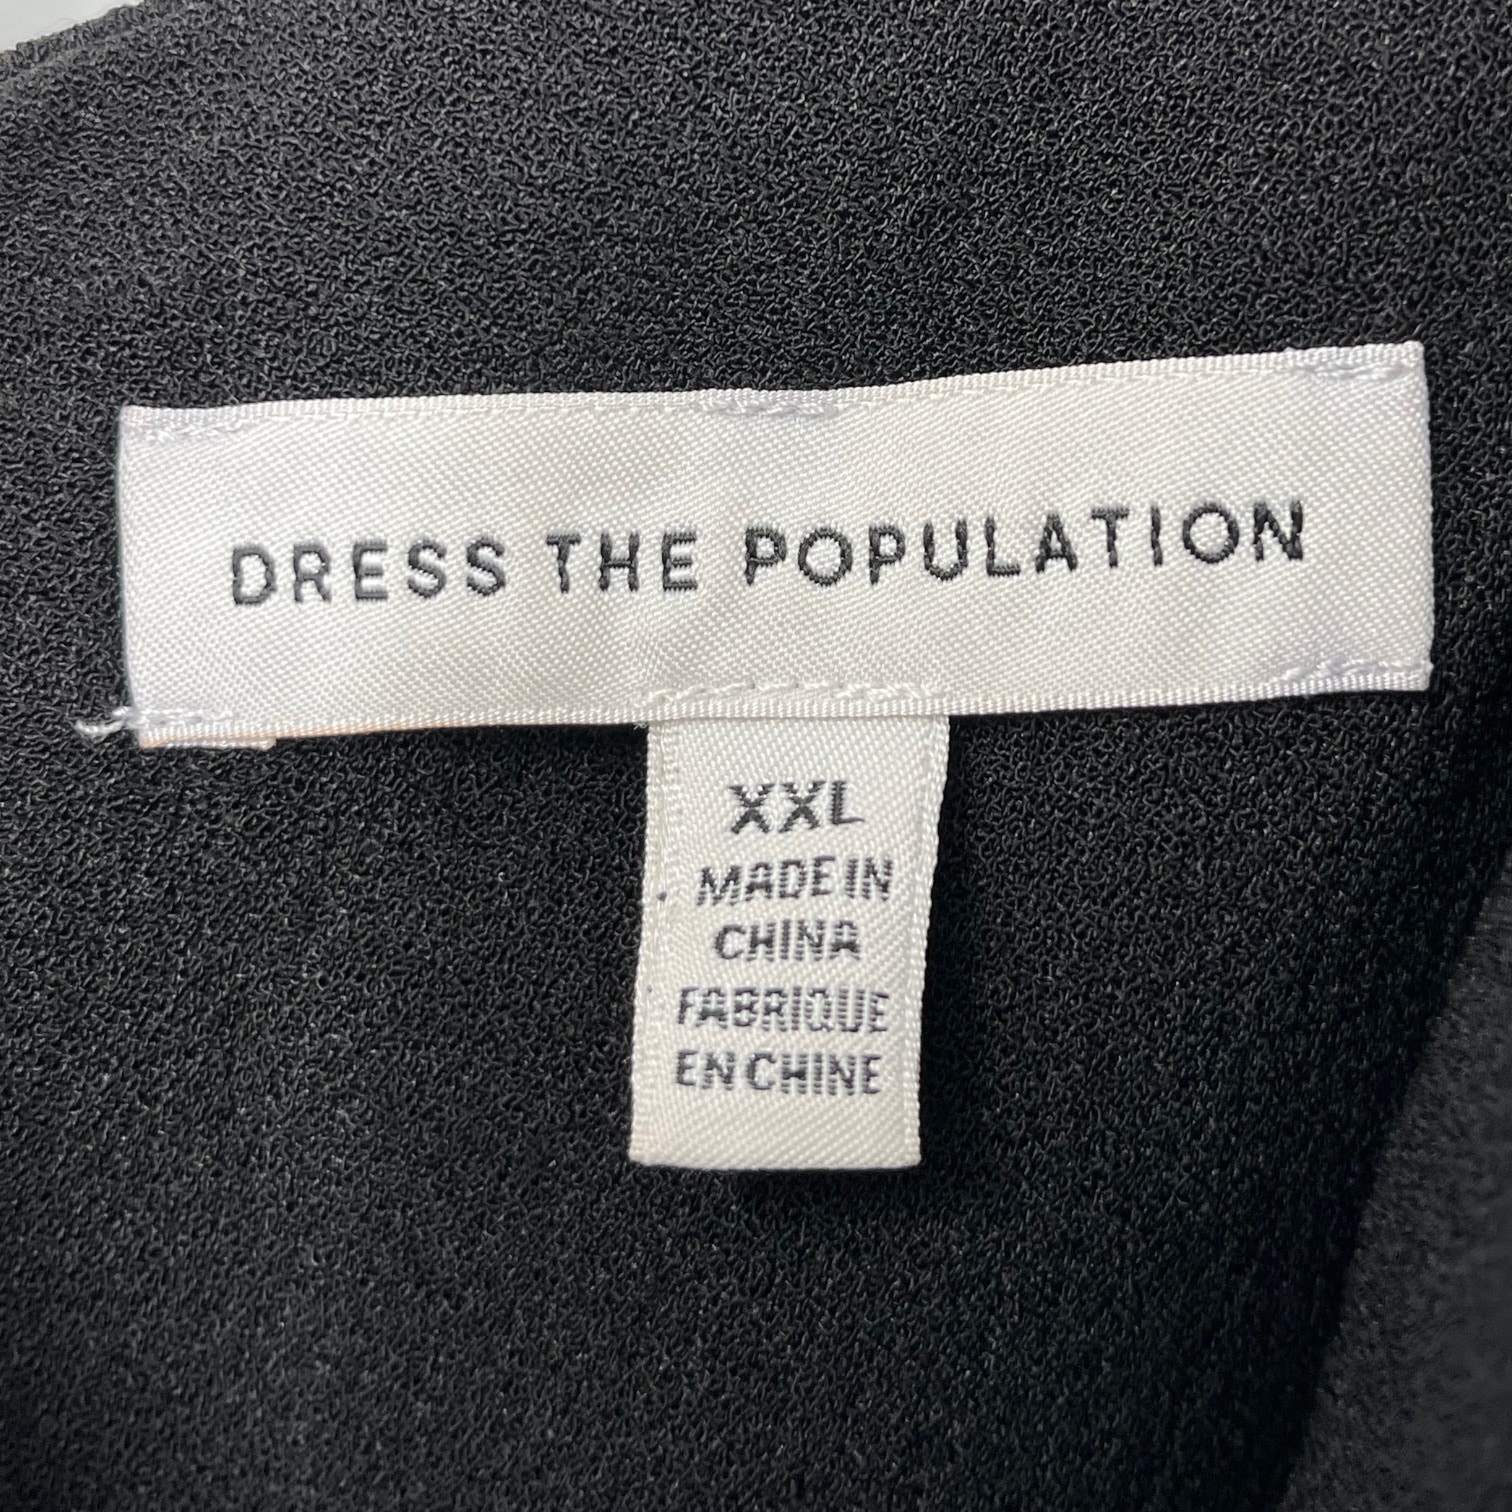 DRESS THE POPULATION
XXL
MADE IN
CHINA
FABRIQUE
EN CHINE